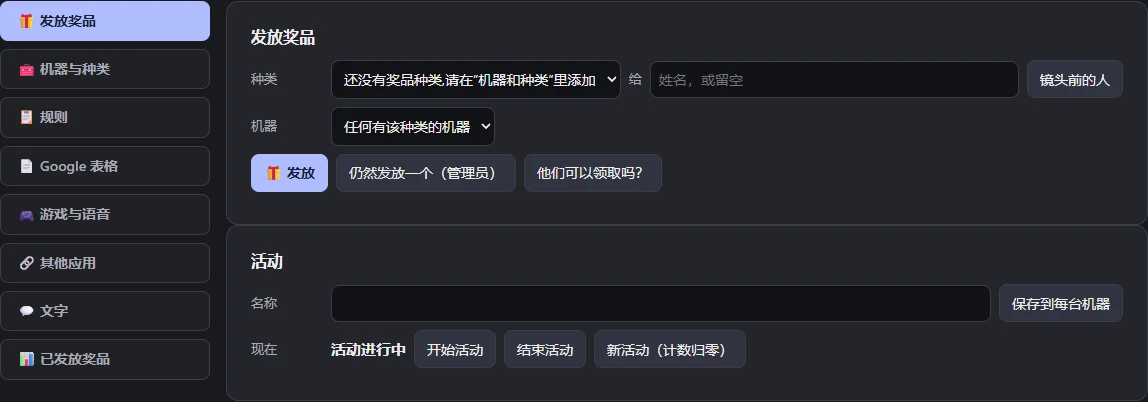 发放奖品
机器与种类
规则
Google 表格
游戏与语音
其他应用
文字
已发放奖品
发放奖品
种类 还没有奖品种类,请在"机器和种类"里添加 给 姓名，或留空 镜头前的人
机器 任何有该种类的机器
发放 仍然发放一个（管理员） 他们可以领取吗？
活动
名称 保存到每台机器
现在 活动进行中 开始活动 结束活动 新活动（计数归零）